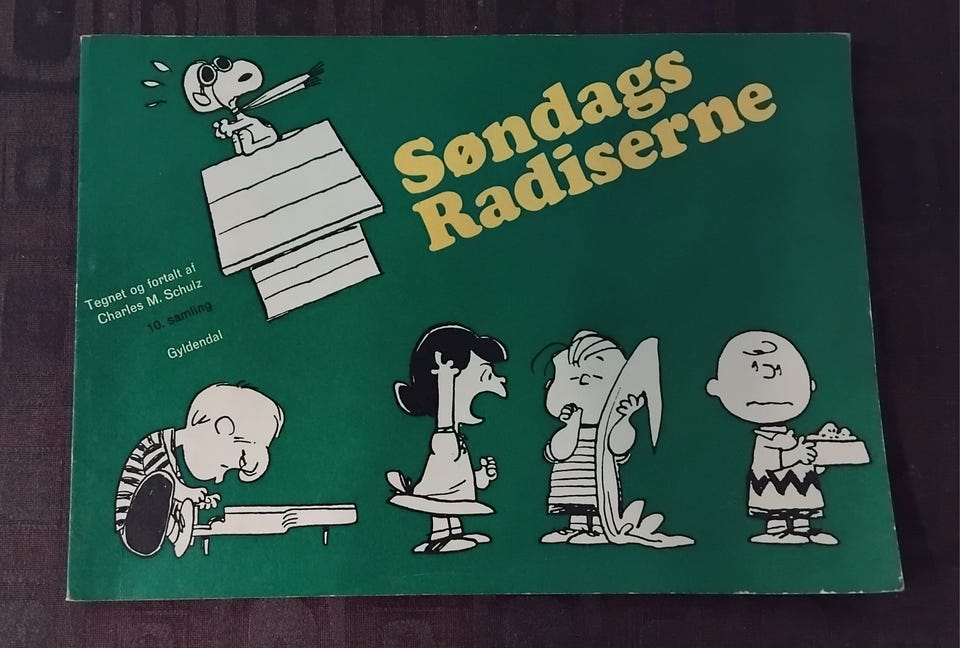 Søndags
Radiserne
Tegnet og fortalt af
Charles M. Schulz
10. samling
Gyldendal